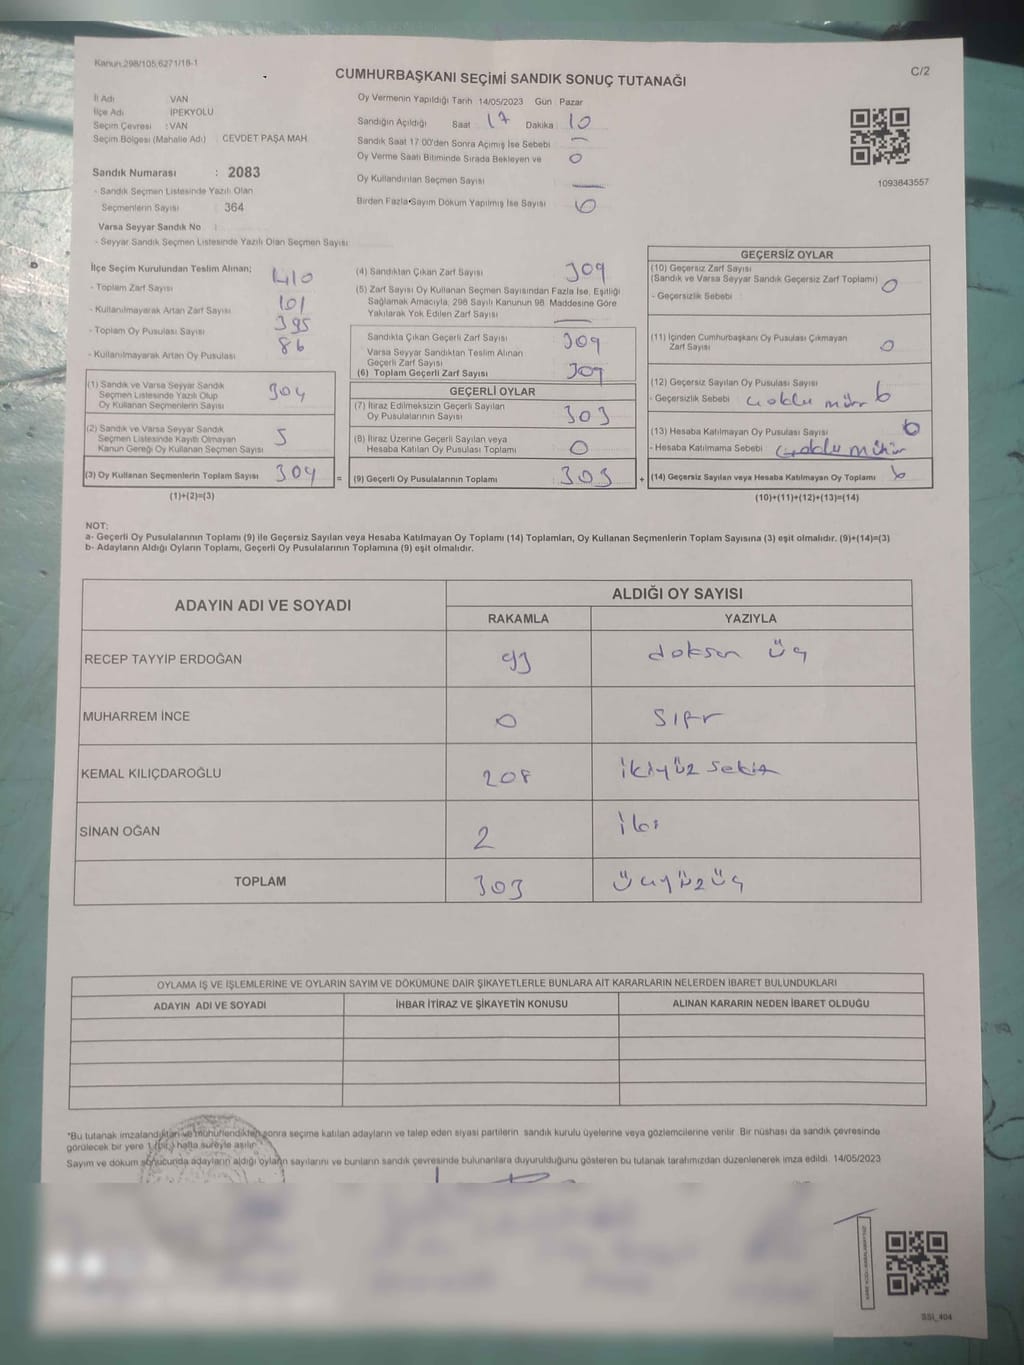 Kanun.298/105,6271/18-1
C/2
CUMHURBAŞKANI SEÇİMİ SANDIK SONUÇ TUTANAĞI
İl Adı VAN
İlçe Adı İPEKYOLU
Seçim Çevresi : VAN
Seçim Bölgesi (Mahalle Adı) : CEVDET PAŞA MAH
Sandık Numarası : 2083
- Sandık Seçmen Listesinde Yazılı Olan
Seçmenlerin Sayısı : 364
Varsa Seyyar Sandık No :
- Seyyar Sandık Seçmen Listesinde Yazılı Olan Seçmen Sayısı
Oy Vermenin Yapıldığı Tarih 14/05/2023 Gün Pazar
Sandığın Açıldığı Saat 17 Dakika 10
Sandık Saat 17:00'den Sonra Açımış İse Sebebi —
Oy Verme Saati Bitiminde Sırada Bekleyen ve 0
Oy Kullandırılan Seçmen Sayısı —
Birden Fazla Sayım Döküm Yapılmış İse Sayısı
1093843557
İlçe Seçim Kurulundan Teslim Alınan;
- Toplam Zarf Sayısı 410
- Kullanılmayarak Artan Zarf Sayısı 101
- Toplam Oy Pusulası Sayısı 395
- Kullanılmayarak Artan Oy Pusulası 86
(1) Sandık ve Varsa Seyyar Sandık
Seçmen Listesinde Yazılı Olup
Oy Kullanan Seçmenlerin Sayısı 304
(2) Sandık ve Varsa Seyyar Sandık
Seçmen Listesinde Kayıtlı Olmayan
Kanun Gereği Oy Kullanan Seçmen Sayısı 5
(3) Oy Kullanan Seçmenlerin Toplam Sayısı 309
(1)+(2)=(3)
(4) Sandıktan Çıkan Zarf Sayısı 309
(5) Zarf Sayısı Oy Kullanan Seçmen Sayısından Fazla İse, Eşitliği
Sağlamak Amacıyla, 298 Sayılı Kanunun 98. Maddesine Göre
Yakılarak Yok Edilen Zarf Sayısı —
Sandıkta Çıkan Geçerli Zarf Sayısı 309
Varsa Seyyar Sandıktan Teslim Alınan
Geçerli Zarf Sayısı
(6) Toplam Geçerli Zarf Sayısı 309
GEÇERLİ OYLAR
(7) İtiraz Edilmeksizin Geçerli Sayılan
Oy Pusulalarının Sayısı 303
(8) İtiraz Üzerine Geçerli Sayılan veya
Hesaba Katılan Oy Pusulası Toplamı 0
= (9) Geçerli Oy Pusulalarının Toplamı 303 +
GEÇERSİZ OYLAR
(10) Geçersiz Zarf Sayısı
(Sandık ve Varsa Seyyar Sandık Geçersiz Zarf Toplamı) 0
- Geçersizlik Sebebi :
(11) İçinden Cumhurbaşkanı Oy Pusulası Çıkmayan
Zarf Sayısı 0
(12) Geçersiz Sayılan Oy Pusulası Sayısı 6
- Geçersizlik Sebebi
(13) Hesaba Katılmayan Oy Pusulası Sayısı
- Hesaba Katılmama Sebebi
(14) Geçersiz Sayılan veya Hesaba Katılmayan Oy Toplamı 6
(10)+(11)+(12)+(13)=(14)
NOT:
a- Geçerli Oy Pusulalarının Toplamı (9) ile Geçersiz Sayılan veya Hesaba Katılmayan Oy Toplamı (14) Toplamları, Oy Kullanan Seçmenlerin Toplam Sayısına (3) eşit olmalıdır. (9)+(14)=(3)
b- Adayların Aldığı Oyların Toplamı, Geçerli Oy Pusulalarının Toplamına (9) eşit olmalıdır.
ADAYIN ADI VE SOYADI
ALDIĞI OY SAYISI
RAKAMLA YAZIYLA
RECEP TAYYİP ERDOĞAN 93 doksan üç
MUHARREM İNCE 0 sıfır
KEMAL KILIÇDAROĞLU 208 ikiyüz sekiz
SİNAN OĞAN 2 iki
TOPLAM 303 üçyüzüç
OYLAMA İŞ VE İŞLEMLERİNE VE OYLARIN SAYIM VE DÖKÜMÜNE DAİR ŞİKAYETLERLE BUNLARA AİT KARARLARIN NELERDEN İBARET BULUNDUKLARI
ADAYIN ADI VE SOYADI İHBAR İTİRAZ VE ŞİKAYETİN KONUSU ALINAN KARARIN NEDEN İBARET OLDUĞU
*Bu tutanak imzalandıktan ve mühürlendikten sonra seçime katılan adayların ve talep eden siyasi partilerin sandık kurulu üyelerine veya gözlemcilerine verilir. Bir nüshası da sandık çevresinde
görülecek bir yere 1 (bir) hafta süreyle asılır.
Sayım ve döküm sonucunda adayların aldığı oyların sayılarını ve bunların sandık çevresinde bulunanlara duyurulduğunu gösteren bu tutanak tarafımızdan düzenlenerek imza edildi. 14/05/2023
SSI_404